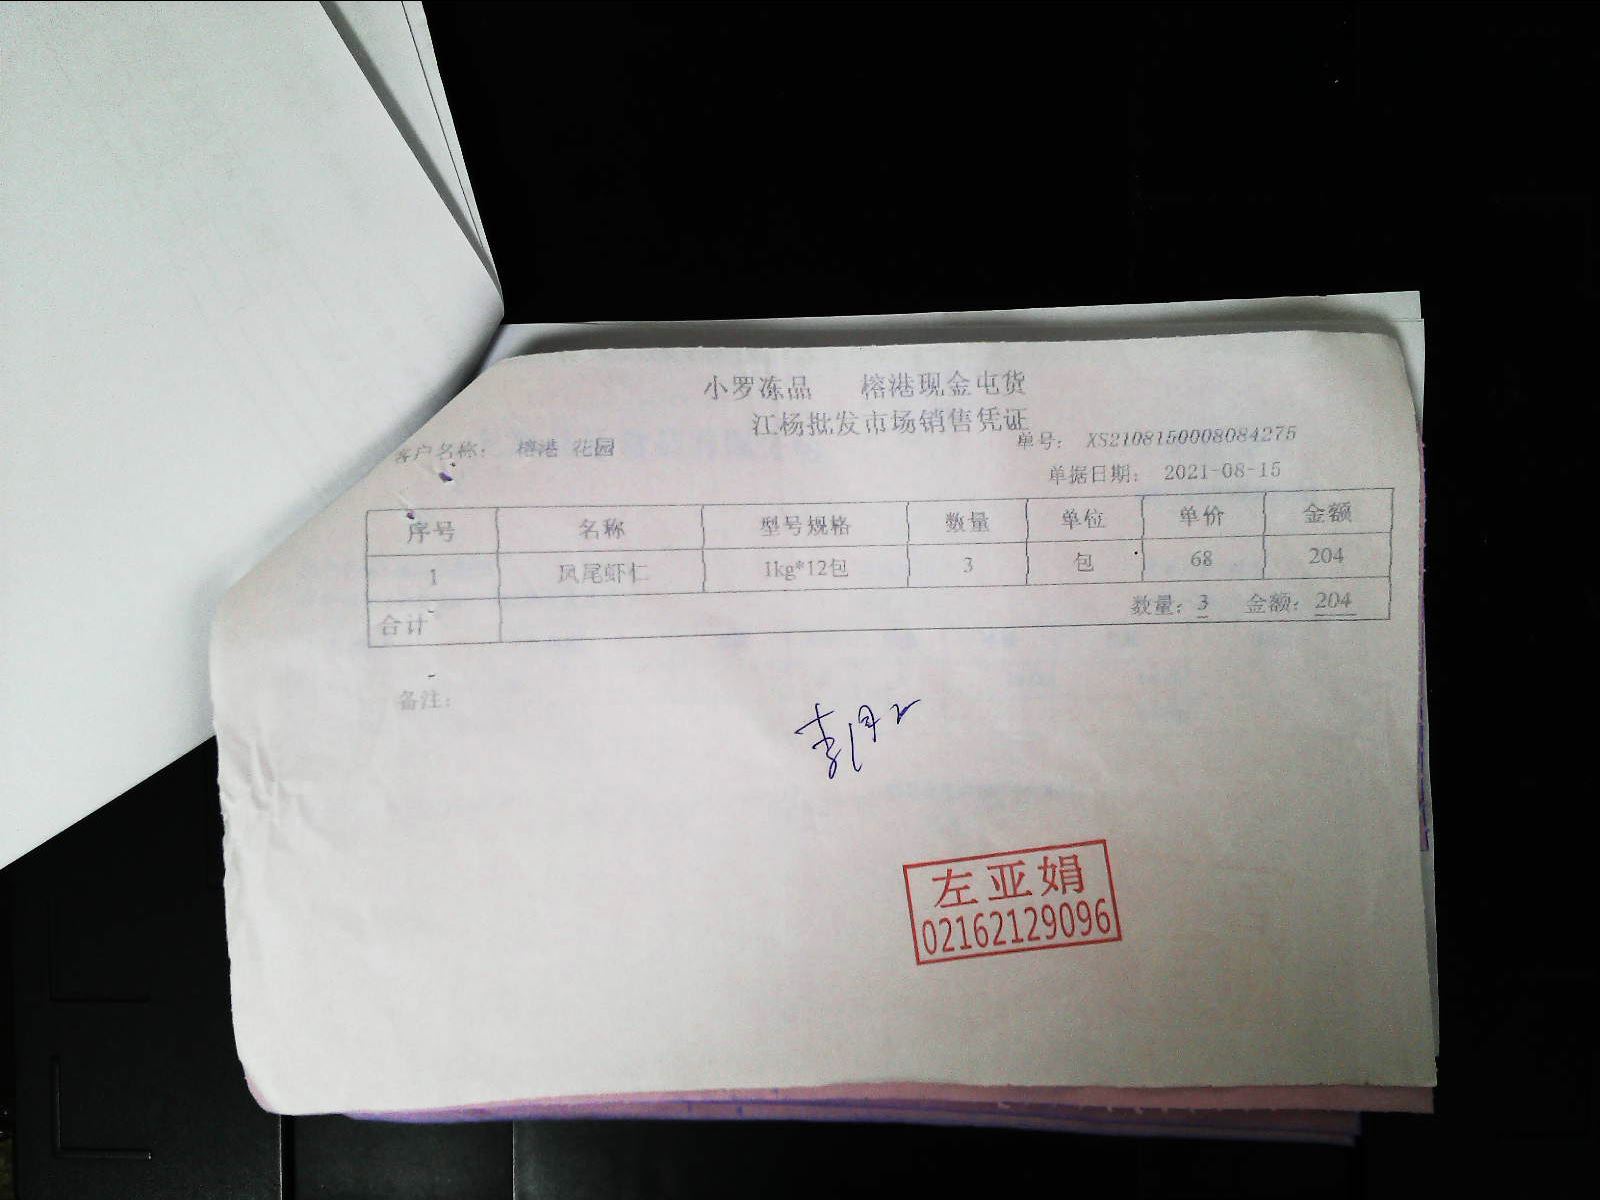 小罗冻品 榕港现金屯货
江杨批发市场销售凭证
客户名称： 榕港 花园 单号： XS2108150008084275
单据日期： 2021-08-15
序号 名称 型号规格 数量 单位 单价 金额
1 凤尾虾仁 1kg*12包 3 包 68 204
合计 数量：3 金额：204
备注：
左亚娟
02162129096